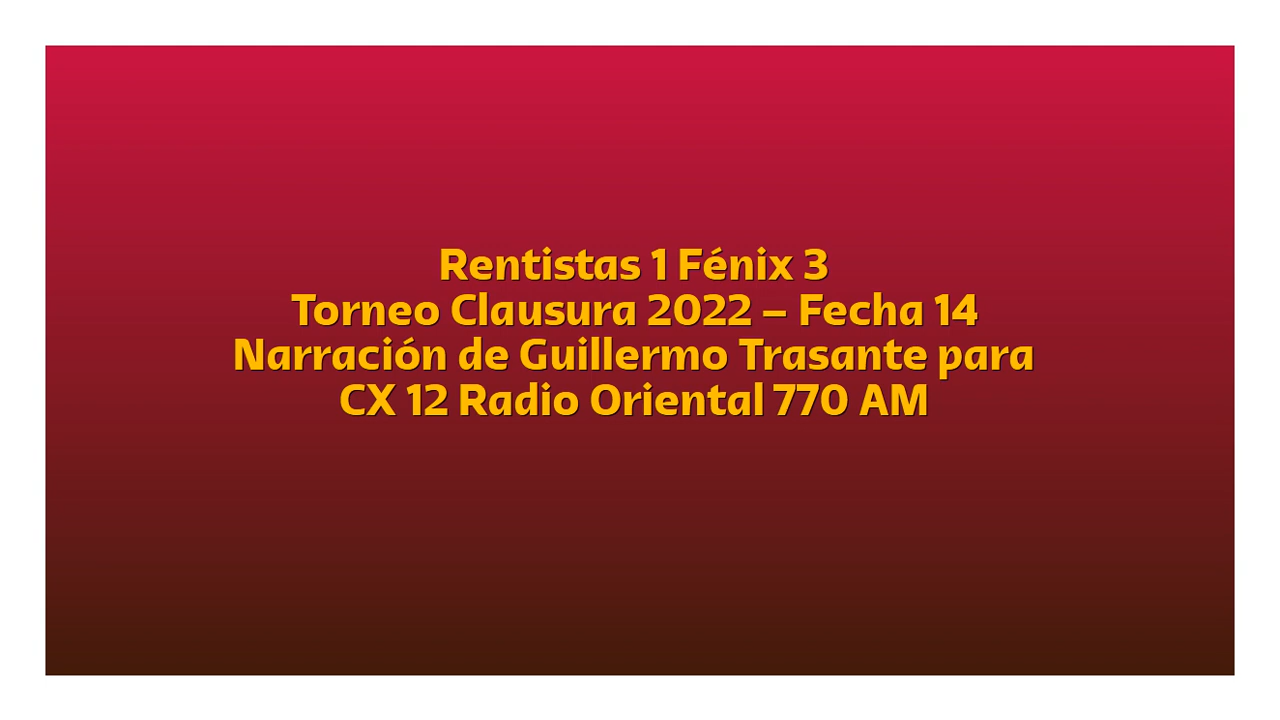 Rentistas 1 Fénix 3
Torneo Clausura 2022 – Fecha 14
Narración de Guillermo Trasante para
CX 12 Radio Oriental 770 AM